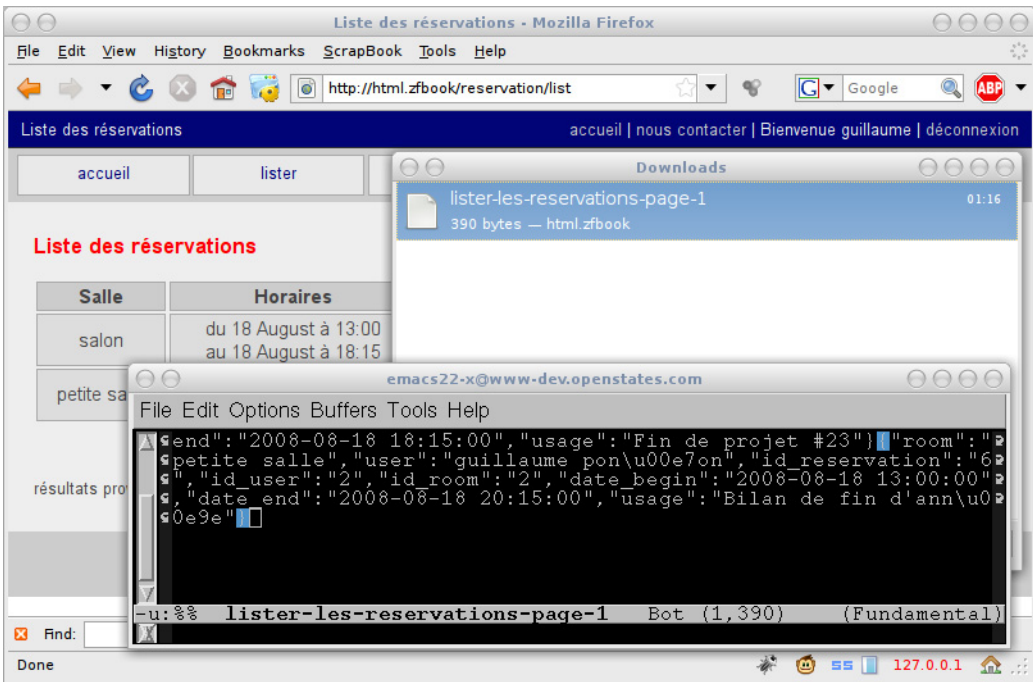 Liste des réservations - Mozilla Firefox
File Edit View History Bookmarks ScrapBook Tools Help
http://html.zfbook/reservation/list
G Google
ABP
Liste des réservations
accueil | nous contacter | Bienvenue guillaume | déconnexion
accueil
lister
Downloads
lister-les-reservations-page-1
01:16
390 bytes — html.zfbook
Liste des réservations
Salle
Horaires
salon
du 18 August à 13:00
au 18 August à 18:15
petite sa
résultats pro
emacs22-x@www-dev.openstates.com
File Edit Options Buffers Tools Help
end":"2008-08-18 18:15:00","usage":"Fin de projet #23"}{"room":"
petite salle","user":"guillaume pon\u00e7on","id_reservation":"6
","id_user":"2","id_room":"2","date_begin":"2008-08-18 13:00:00"
,"date_end":"2008-08-18 20:15:00","usage":"Bilan de fin d'ann\u0
0e9e"}
-u:%% lister-les-reservations-page-1 Bot (1,390) (Fundamental)
Find:
Done
127.0.0.1